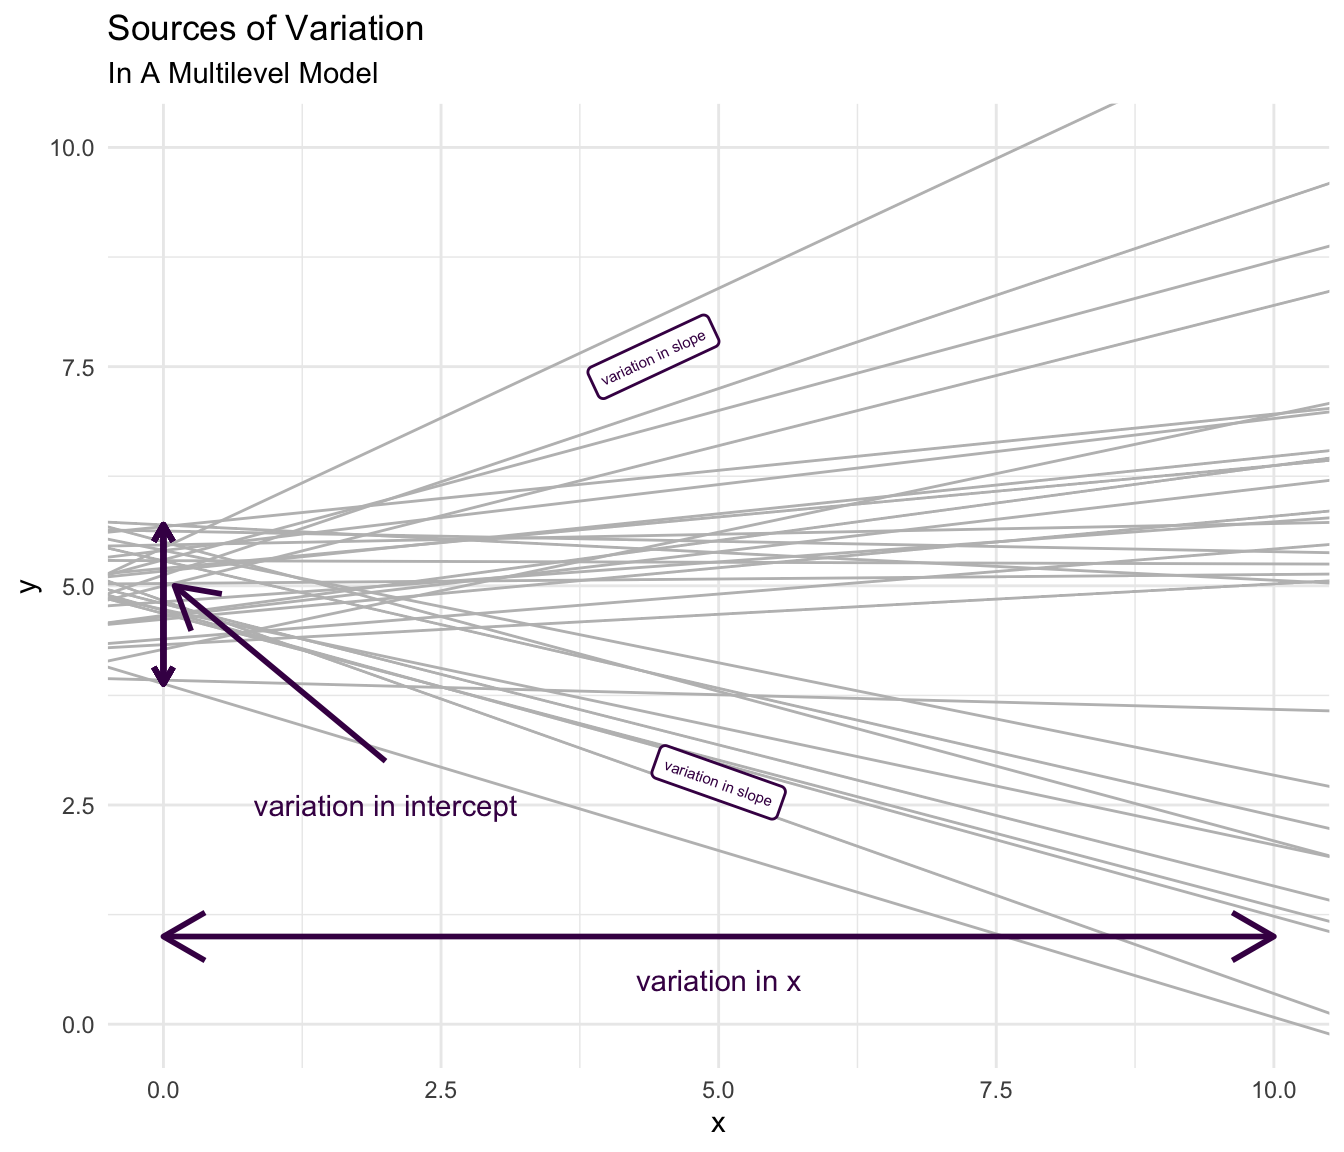 Sources of Variation
In A Multilevel Model
10.0
7.5
5.0
2.5
0.0
y
variation in slope
variation in slope
variation in intercept
variation in x
0.0 2.5 5.0 7.5 10.0
x